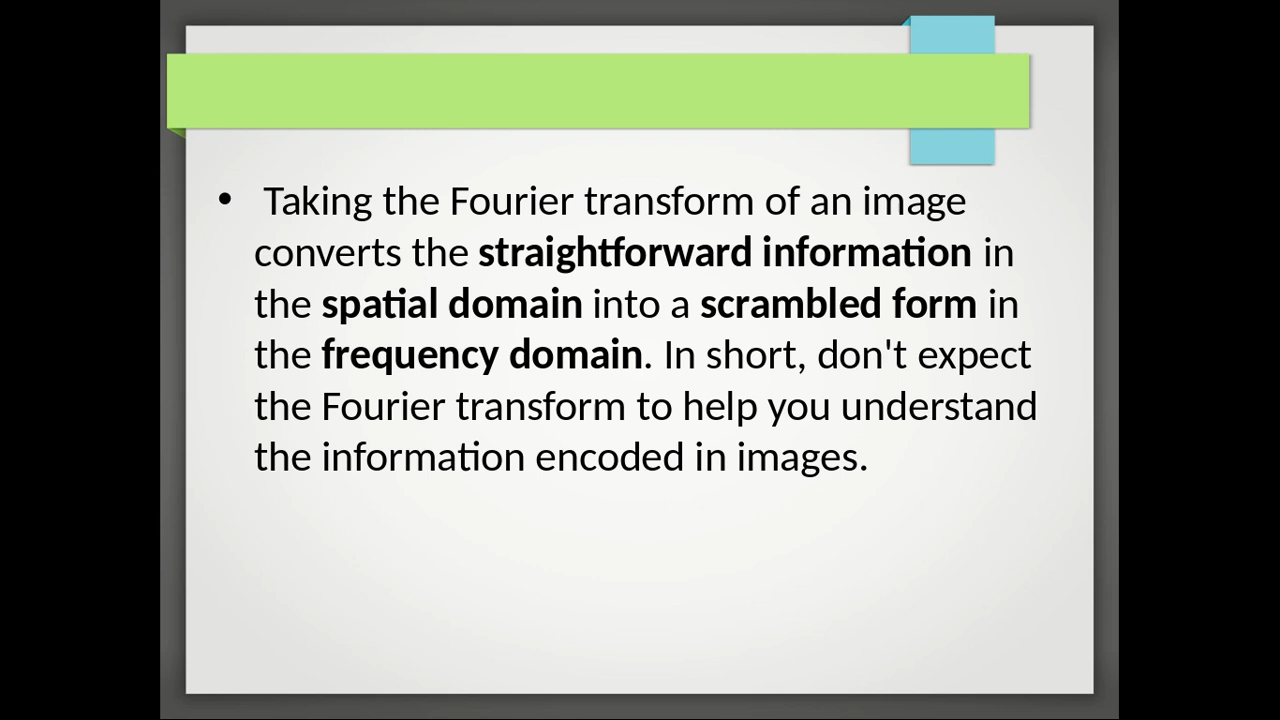 • Taking the Fourier transform of an image
converts the straightforward information in
the spatial domain into a scrambled form in
the frequency domain. In short, don't expect
the Fourier transform to help you understand
the information encoded in images.